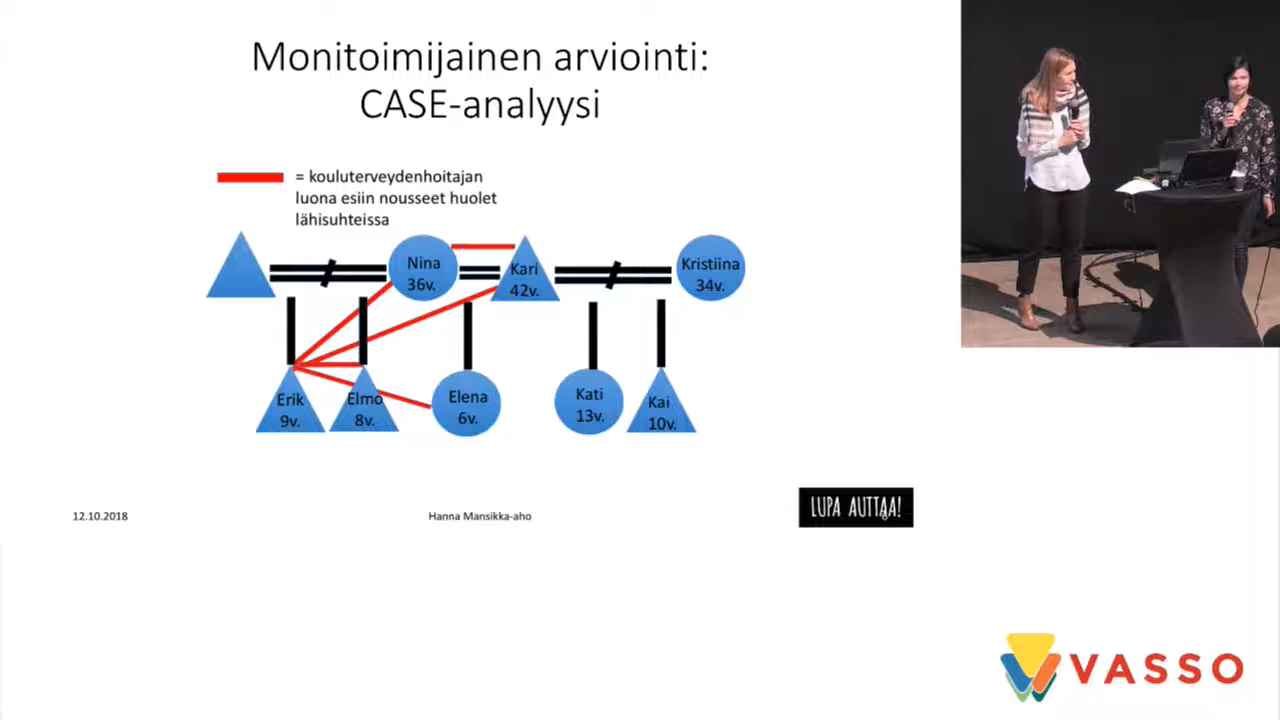 Monitoimijainen arviointi:
CASE-analyysi
= kouluterveydenhoitajan
luona esiin nousseet huolet
lähisuhteissa
Nina
36v.
Kari
42v.
Kristiina
34v.
Erik
9v.
Elmo
8v.
Elena
6v.
Kati
13v.
Kai
10v.
12.10.2018
Hanna Mansikka-aho
LUPA AUTTAA!
VASSO